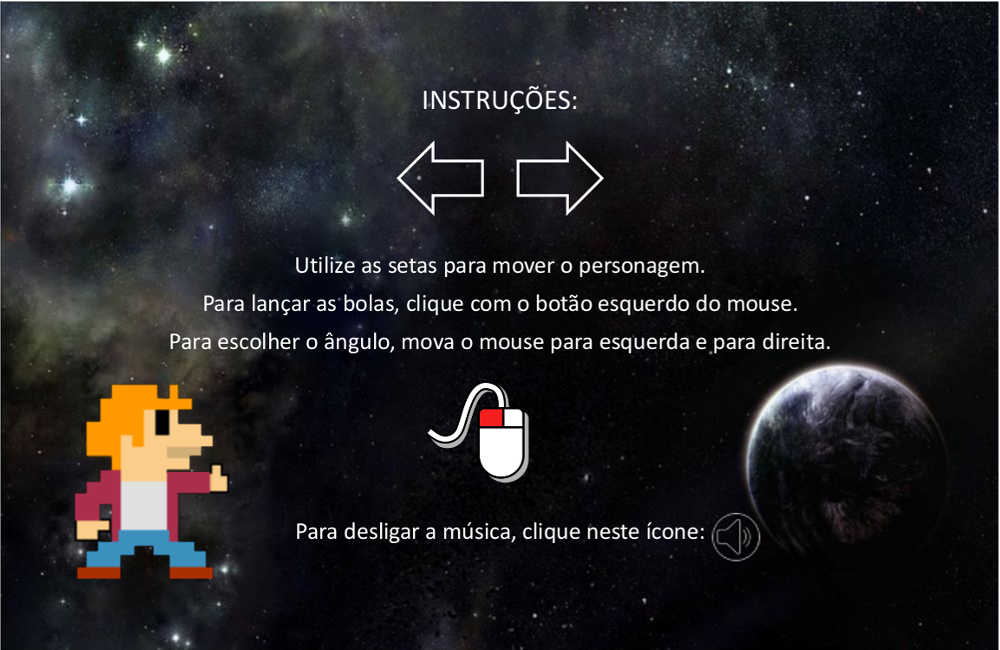 INSTRUÇÕES:
Utilize as setas para mover o personagem.
Para lançar as bolas, clique com o botão esquerdo do mouse.
Para escolher o ângulo, mova o mouse para esquerda e para direita.
Para desligar a música, clique neste ícone: